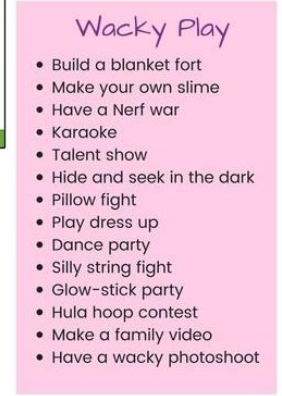 Wacky Play
• Build a blanket fort
• Make your own slime
• Have a Nerf war
• Karaoke
• Talent show
• Hide and seek in the dark
• Pillow fight
• Play dress up
• Dance party
• Silly string fight
• Glow-stick party
• Hula hoop contest
• Make a family video
• Have a wacky photoshoot